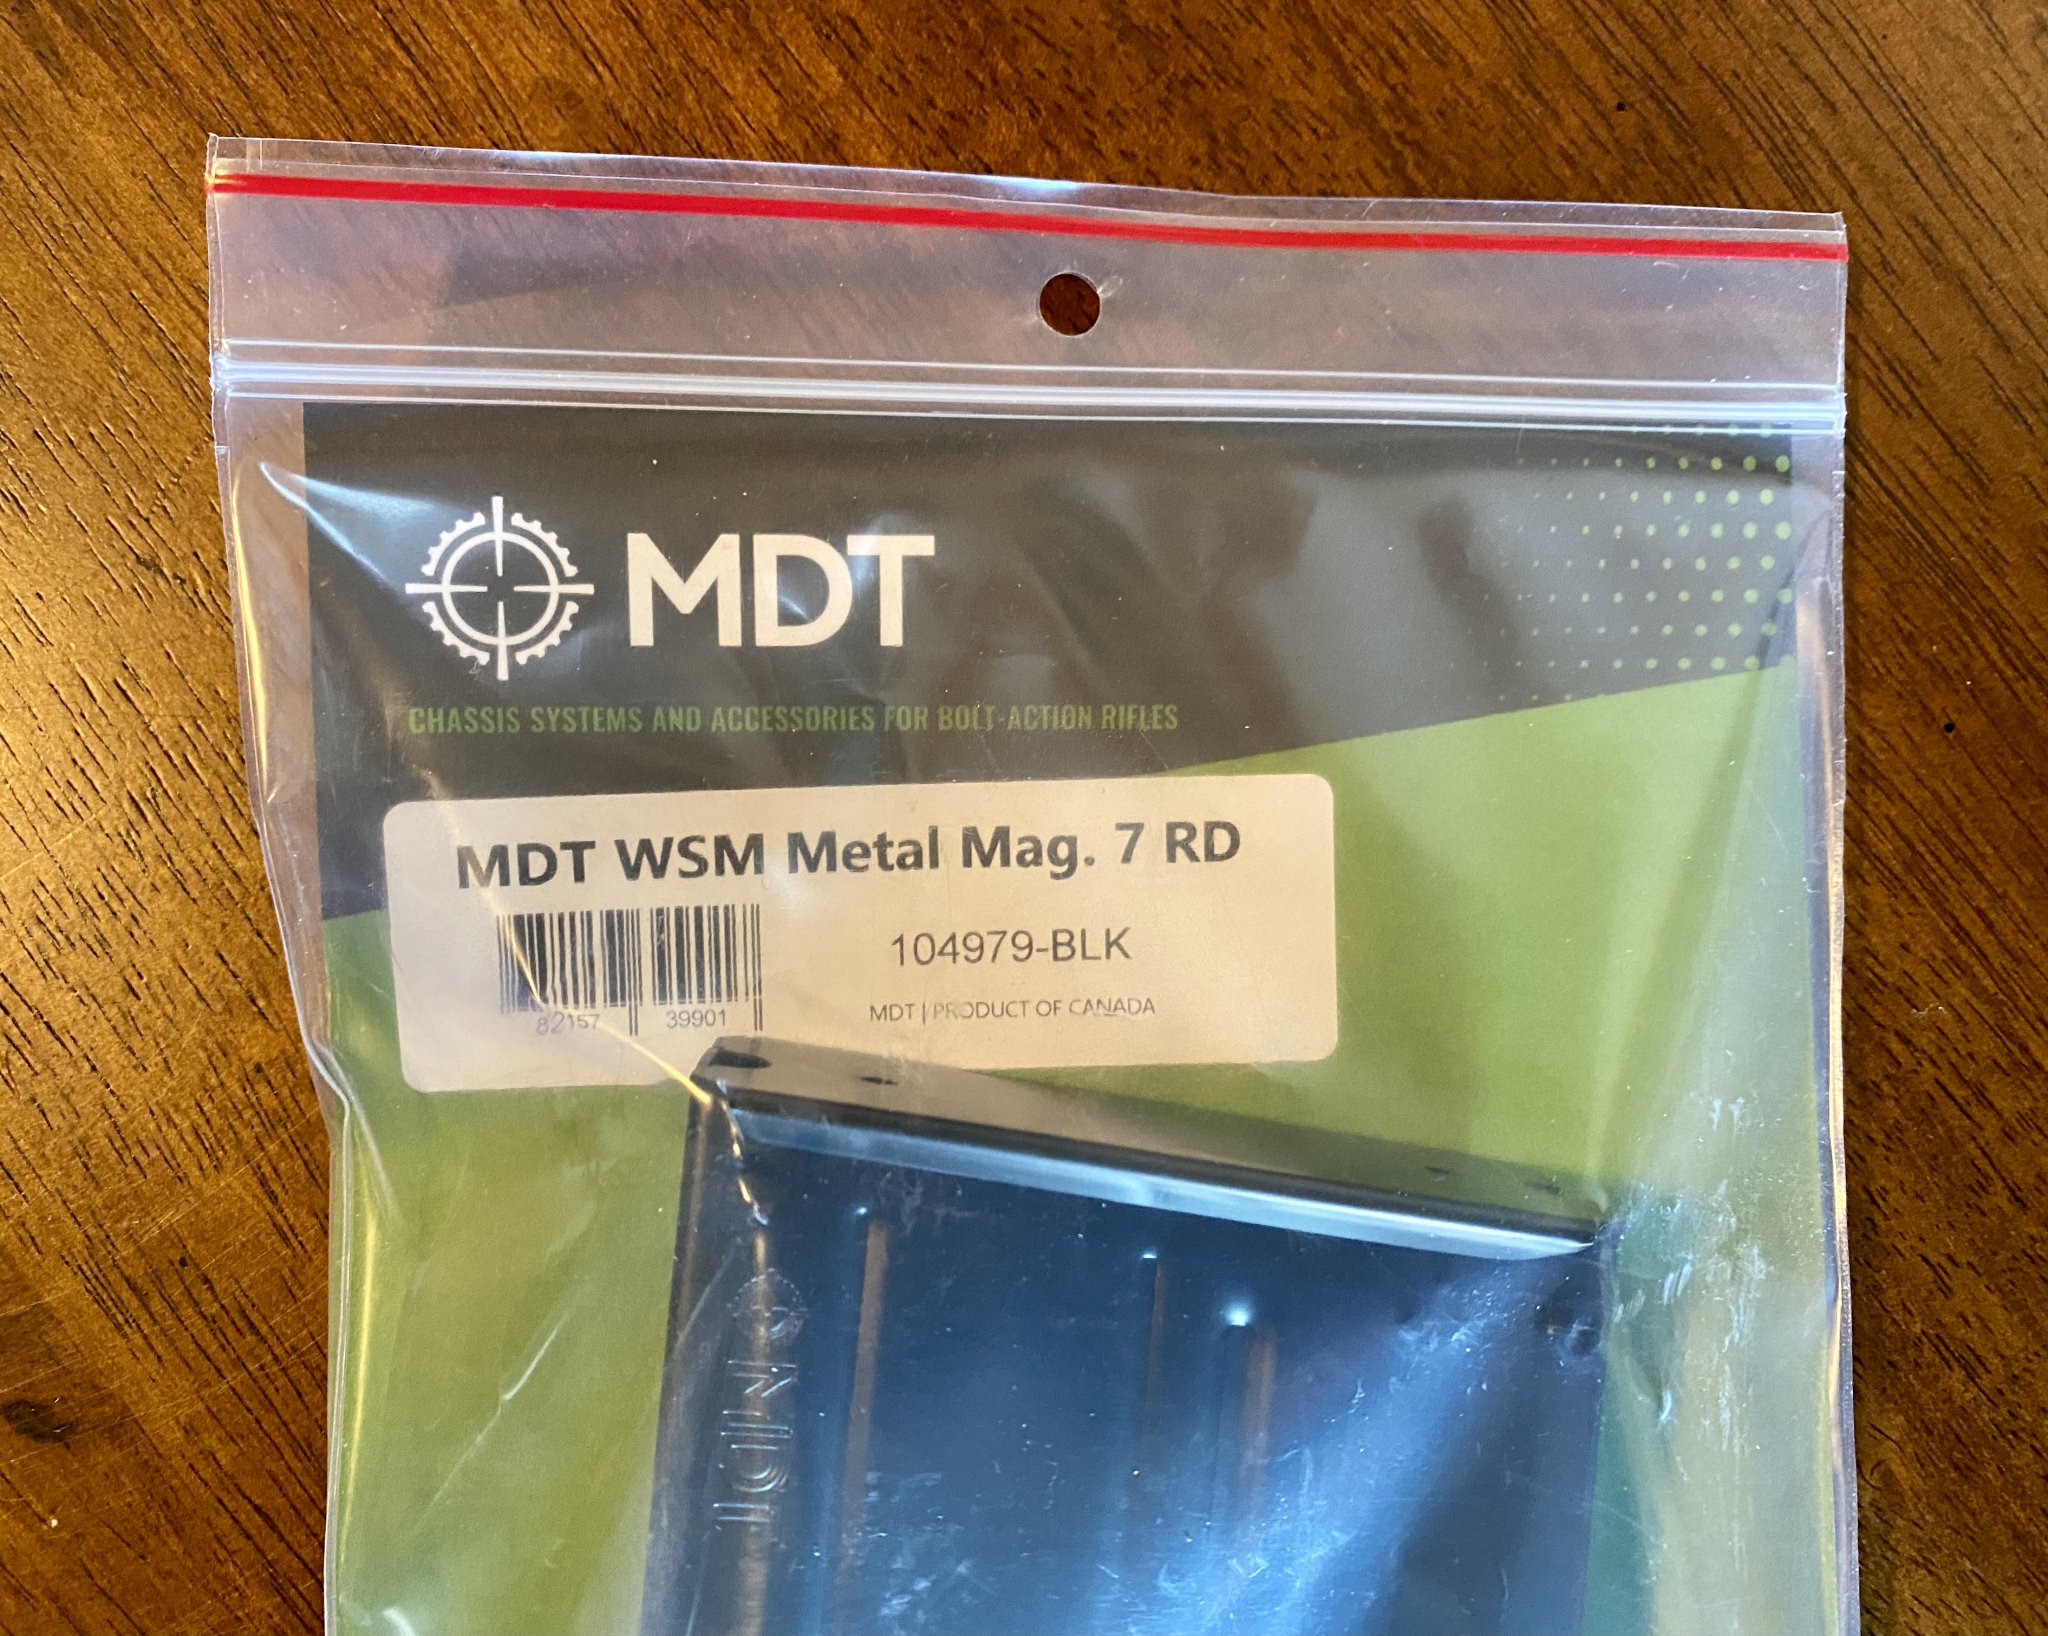 MDT
CHASSIS SYSTEMS AND ACCESSORIES FOR BOLT-ACTION RIFLES
MDT WSM Metal Mag. 7 RD
104979-BLK
82157 39901
MDT | PRODUCT OF CANADA
MDT